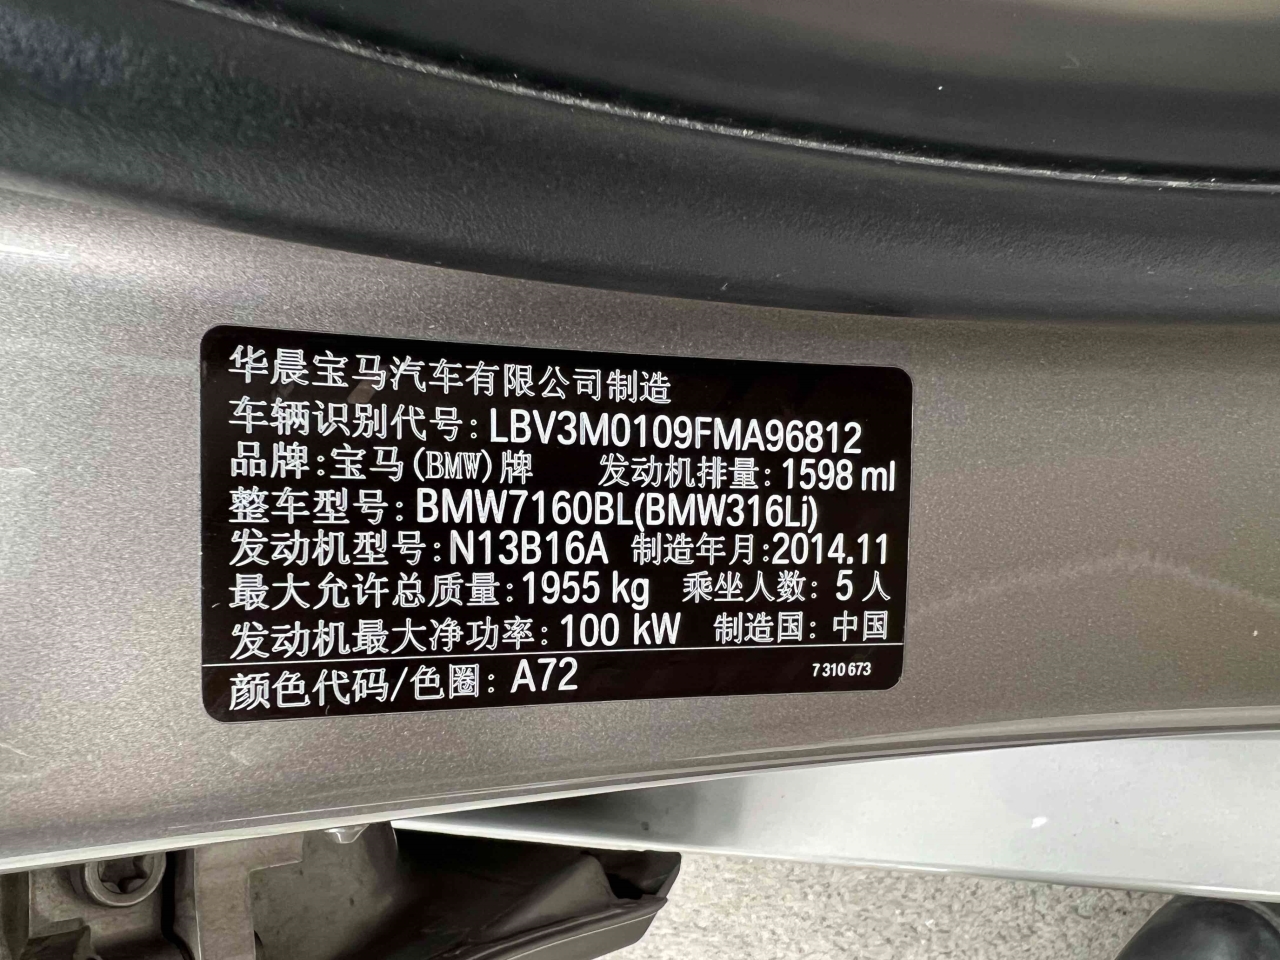 华晨宝马汽车有限公司制造
车辆识别代号:LBV3M0109FMA96812
品牌:宝马(BMW)牌 发动机排量:1598 ml
整车型号:BMW7160BL(BMW316Li)
发动机型号:N13B16A 制造年月:2014.11
最大允许总质量:1955 kg 乘坐人数:5人
发动机最大净功率:100 kW 制造国:中国
颜色代码/色圈:A72 7 310 673